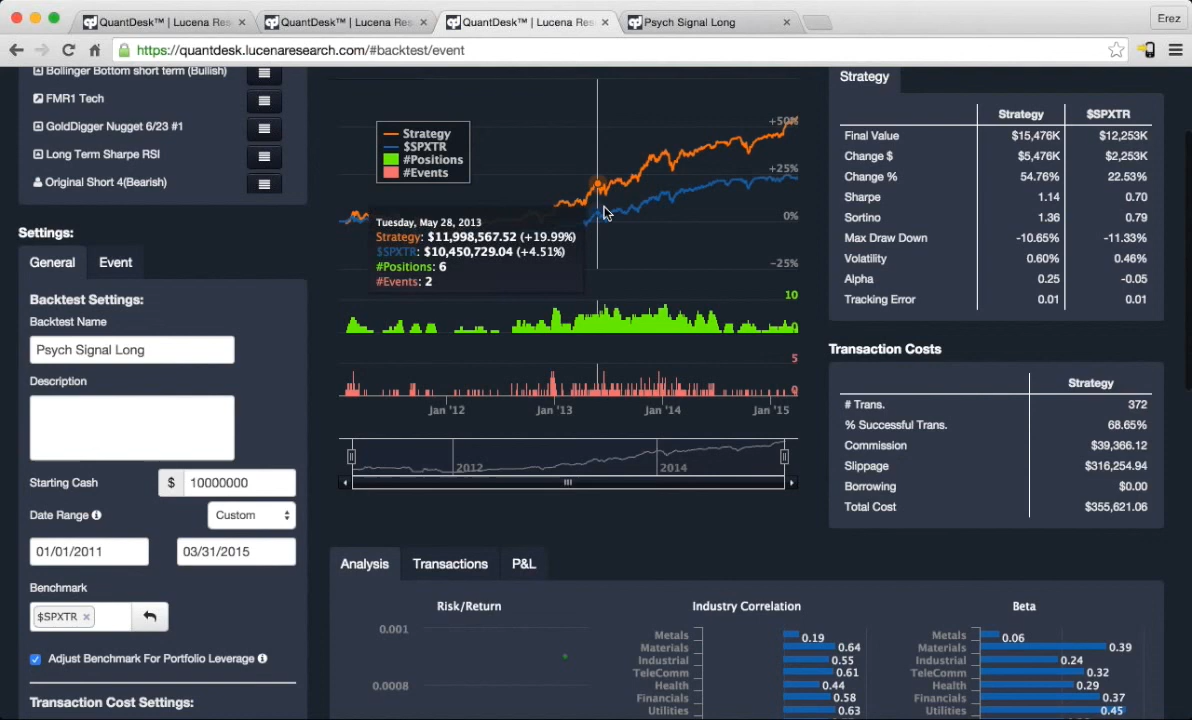 QuantDesk™ | Lucena Res
QuantDesk™ | Lucena Res
QuantDesk™ | Lucena Res
Psych Signal Long
Erez
https://quantdesk.lucenaresearch.com/#backtest/event
Bollinger Bottom short term (Bullish)
FMR1 Tech
GoldDigger Nugget 6/23 #1
Long Term Sharpe RSI
Original Short 4(Bearish)
Settings:
General
Event
Backtest Settings:
Backtest Name
Psych Signal Long
Description
Starting Cash
$ 10000000
Date Range
Custom
01/01/2011
03/31/2015
Benchmark
$SPXTR ×
Adjust Benchmark For Portfolio Leverage
Transaction Cost Settings:
Strategy
$SPXTR
#Positions
#Events
+50%
+25%
0%
-25%
Tuesday, May 28, 2013
Strategy: $11,998,567.52 (+19.99%)
$SPXTR: $10,450,729.04 (+4.51%)
#Positions: 6
#Events: 2
10
0
5
0
Jan '12
Jan '13
Jan '14
Jan '15
2012
2014
Strategy
Strategy $SPXTR
Final Value $15,476K $12,253K
Change $ $5,476K $2,253K
Change % 54.76% 22.53%
Sharpe 1.14 0.70
Sortino 1.36 0.79
Max Draw Down -10.65% -11.33%
Volatility 0.60% 0.46%
Alpha 0.25 -0.05
Tracking Error 0.01 0.01
Transaction Costs
Strategy
# Trans. 372
% Successful Trans. 68.65%
Commission $39,366.12
Slippage $316,254.94
Borrowing $0.00
Total Cost $355,621.06
Analysis
Transactions
P&L
Risk/Return
0.001
0.0008
Industry Correlation
Metals 0.19
Materials 0.64
Industrial 0.55
TeleComm 0.61
Health 0.44
Financials 0.58
Utilities 0.63
Beta
Metals 0.06
Materials 0.39
Industrial 0.24
TeleComm 0.32
Health 0.29
Financials 0.37
Utilities 0.45